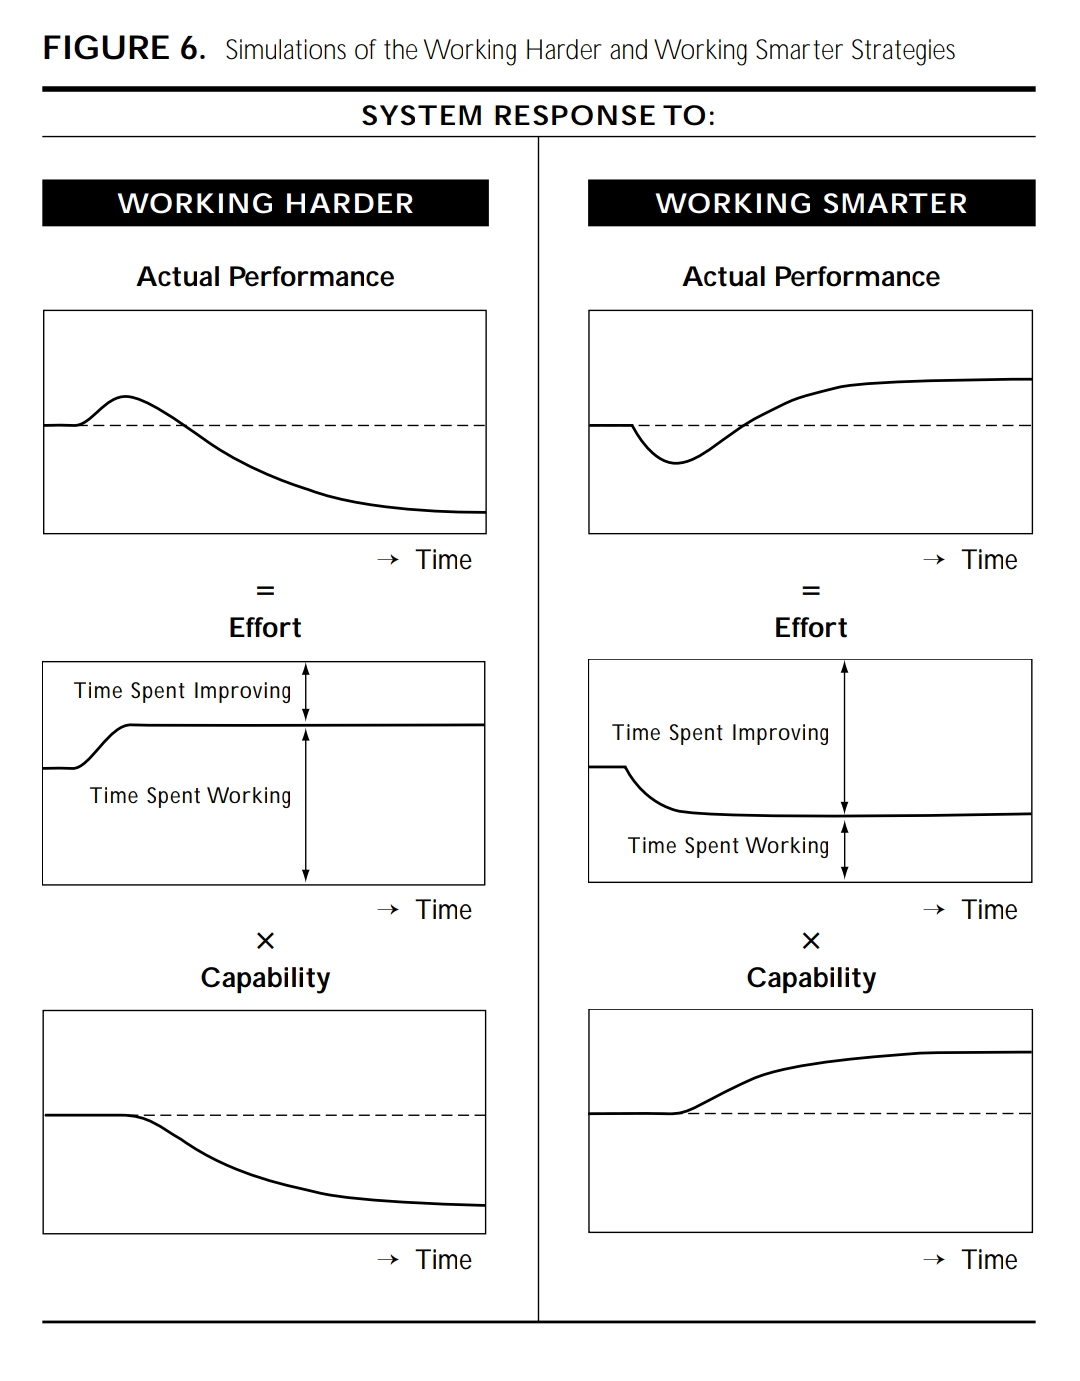 FIGURE 6. Simulations of the Working Harder and Working Smarter Strategies
SYSTEM RESPONSE TO:
WORKING HARDER
Actual Performance
→ Time
=
Effort
Time Spent Improving
Time Spent Working
→ Time
×
Capability
→ Time
WORKING SMARTER
Actual Performance
→ Time
=
Effort
Time Spent Improving
Time Spent Working
→ Time
×
Capability
→ Time